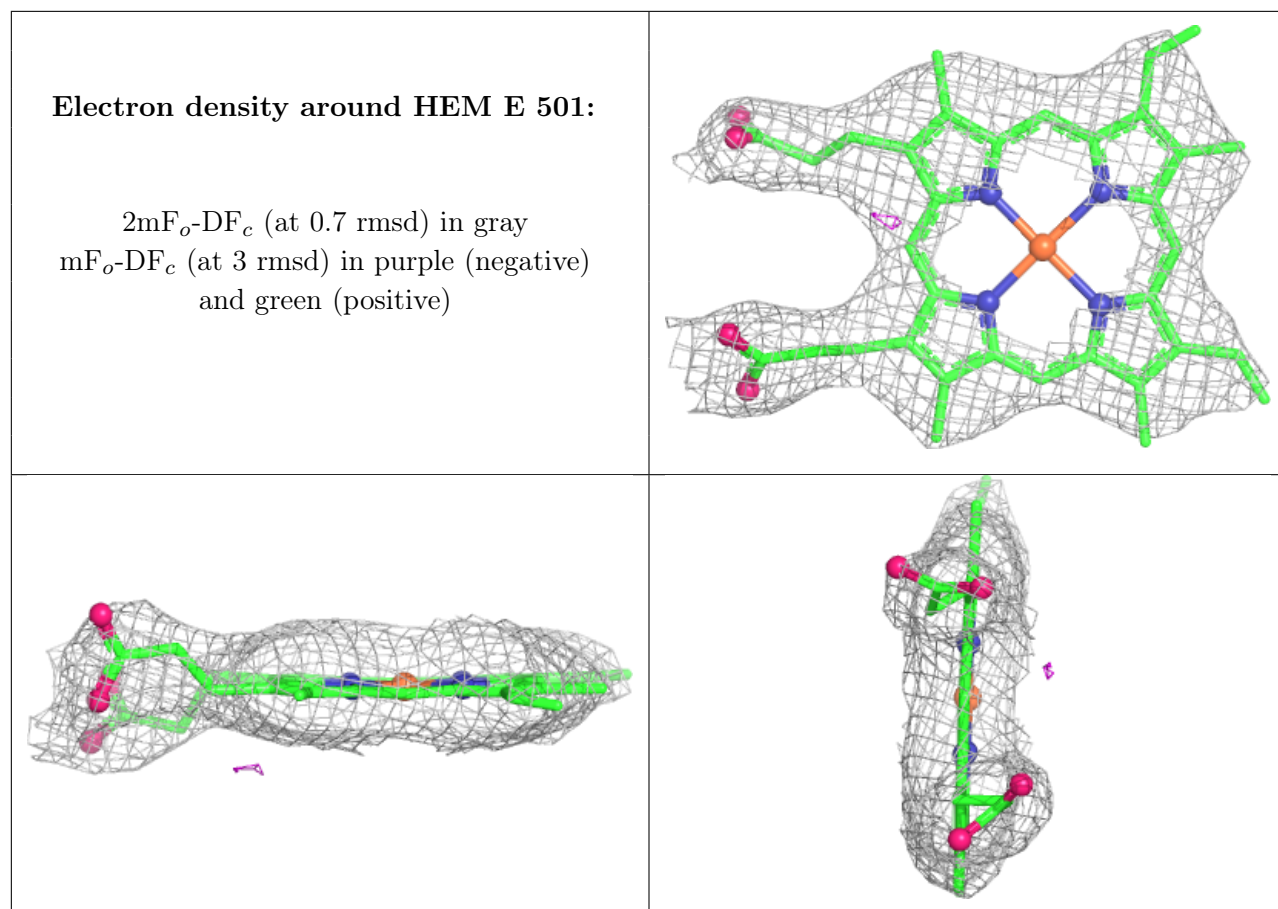 Electron density around HEM E 501:
2mFo-DFc (at 0.7 rmsd) in gray
mFo-DFc (at 3 rmsd) in purple (negative)
and green (positive)